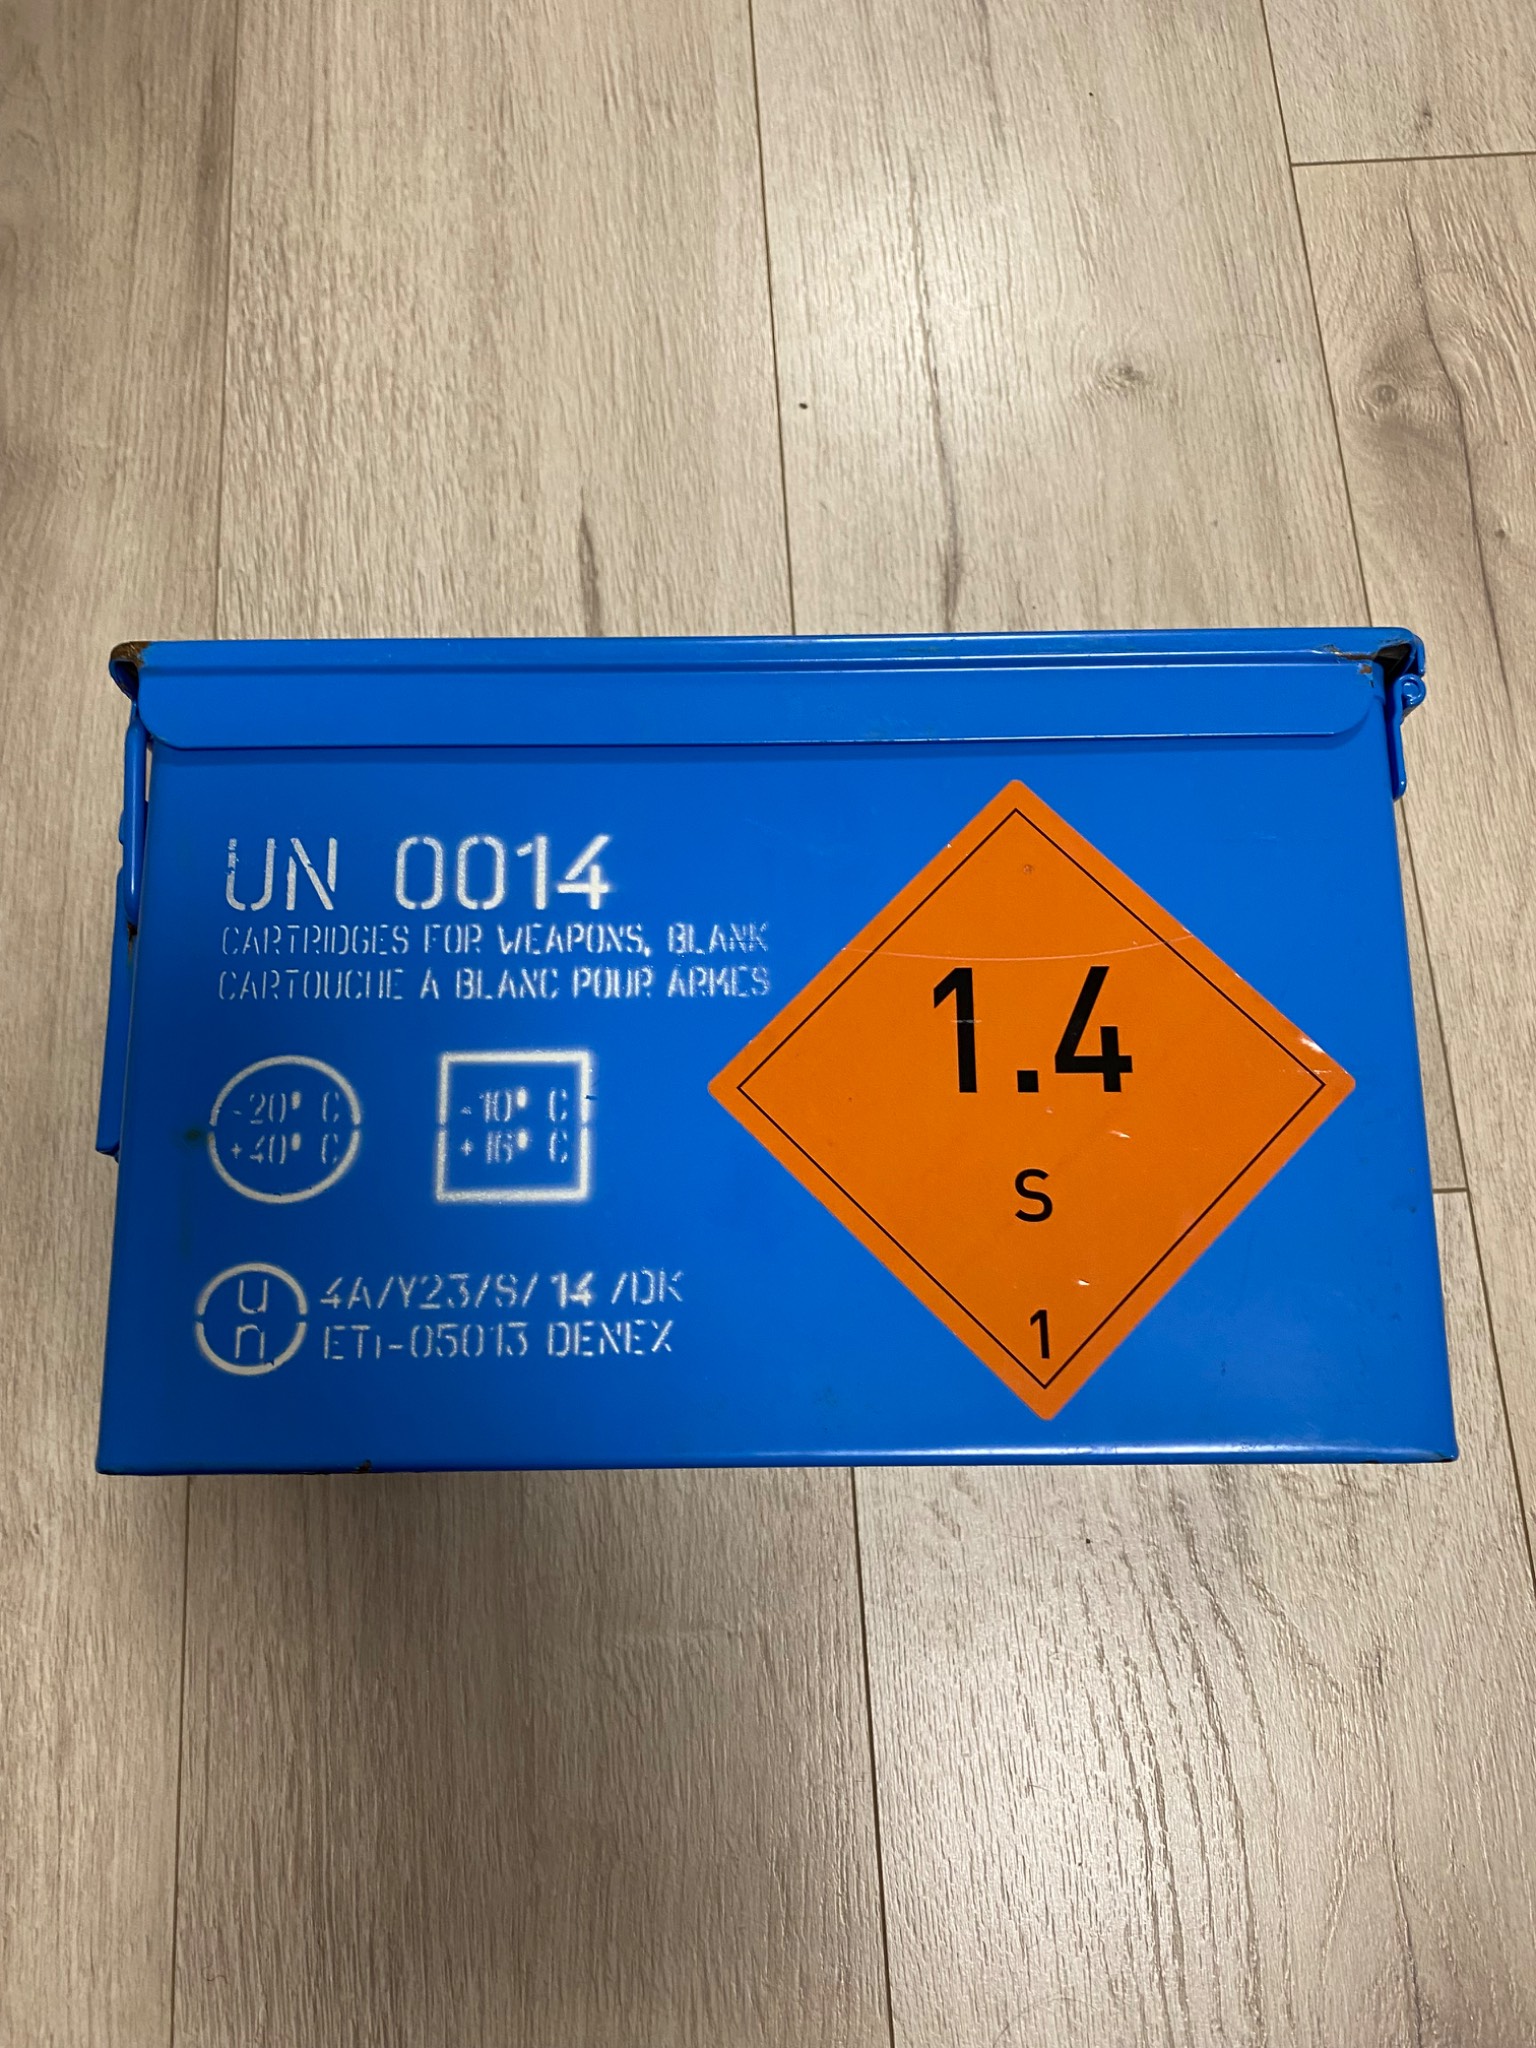 UN 0014
CARTRIDGES FOR WEAPONS, BLANK
CARTOUCHE A BLANC POUR ARMES
-20° C
+40° C
-10° C
+16° C
u
n
4A/Y23/S/14/DK
ETI-05013 DENEX
1.4
S
1